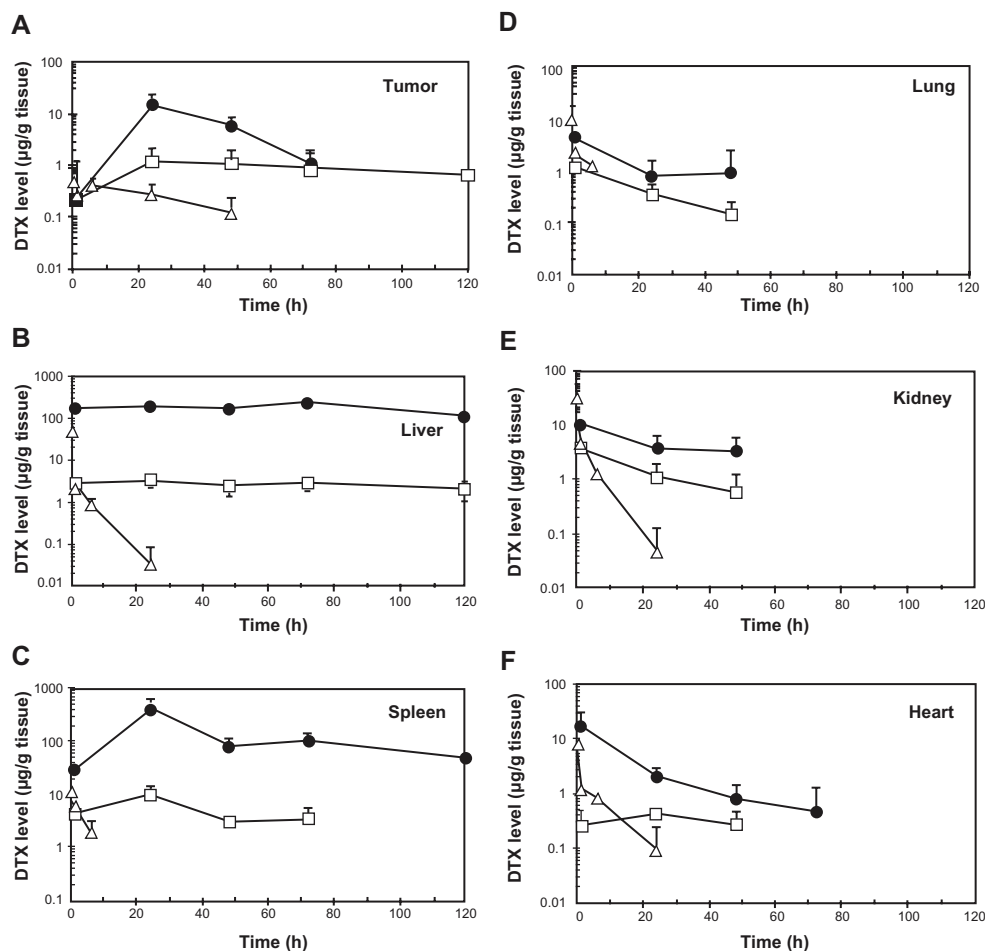 A
DTX level (µg/g tissue)
100
10
1
0.1
0.01
Tumor
0 20 40 60 80 100 120
Time (h)
B
DTX level (µg/g tissue)
1000
100
10
1
0.1
0.01
Liver
0 20 40 60 80 100 120
Time (h)
C
DTX level (µg/g tissue)
1000
100
10
1
0.1
Spleen
0 20 40 60 80 100 120
Time (h)
D
DTX level (µg/g tissue)
100
10
1
0.1
0.01
Lung
0 20 40 60 80 100 120
Time (h)
E
DTX level (µg/g tissue)
100
10
1
0.1
0.01
Kidney
0 20 40 60 80 100 120
Time (h)
F
DTX level (µg/g tissue)
100
10
1
0.1
0.01
Heart
0 20 40 60 80 100 120
Time (h)